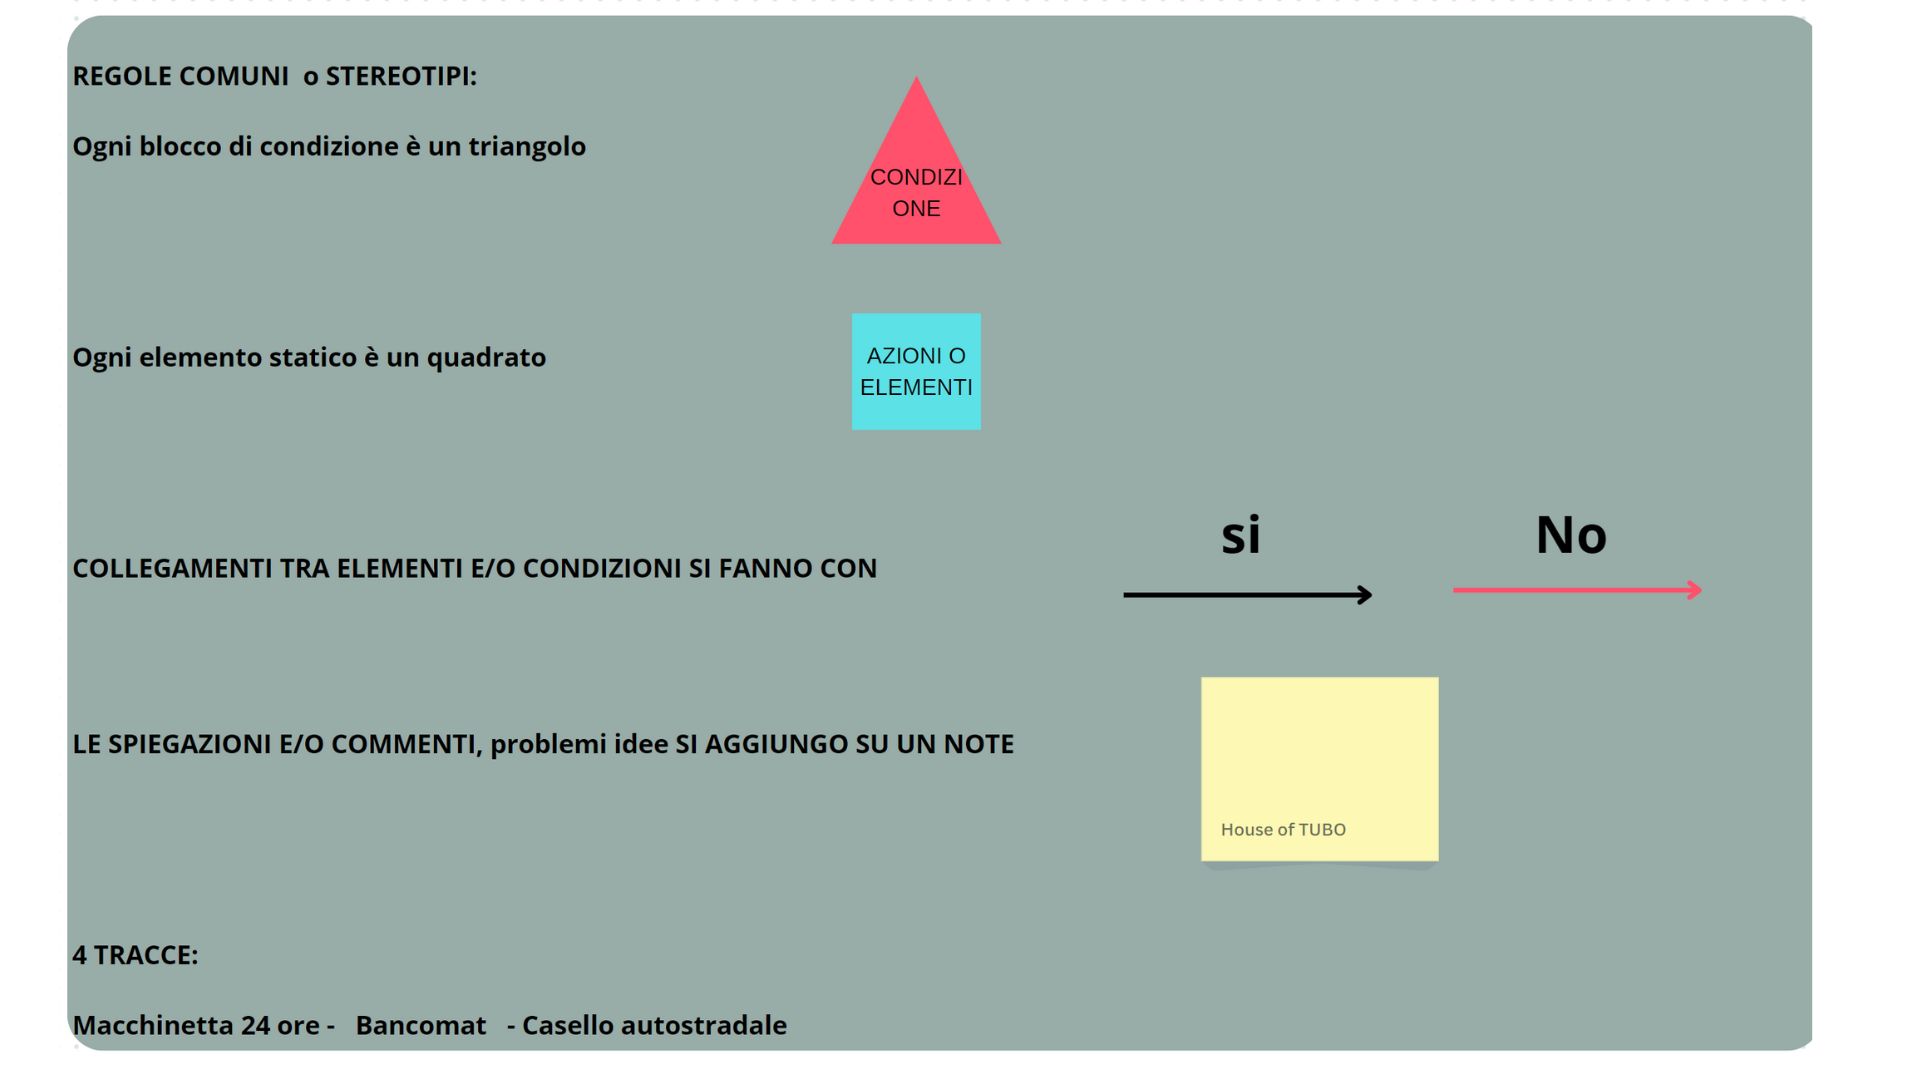 REGOLE COMUNI  o STEREOTIPI:
Ogni blocco di condizione è un triangolo
CONDIZI
ONE
Ogni elemento statico è un quadrato
AZIONI O
ELEMENTI
si
No
COLLEGAMENTI TRA ELEMENTI E/O CONDIZIONI SI FANNO CON
LE SPIEGAZIONI E/O COMMENTI, problemi idee SI AGGIUNGO SU UN NOTE
House of TUBO
4 TRACCE:
Macchinetta 24 ore -   Bancomat   - Casello autostradale